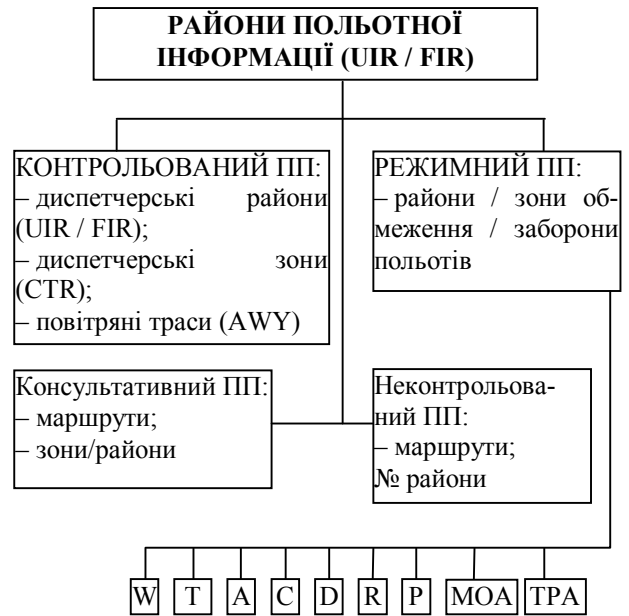 РАЙОНИ ПОЛЬОТНОЇ
ІНФОРМАЦІЇ (UIR / FIR)
КОНТРОЛЬОВАНИЙ ПП:
– диспетчерські райони
(UIR / FIR);
– диспетчерські зони
(CTR);
– повітряні траси (AWY)
РЕЖИМНИЙ ПП:
– райони / зони об-
меження / заборони
польотів
Консультативний ПП:
– маршрути;
– зони/райони
Неконтрольова-
ний ПП:
– маршрути;
№ райони
W T A C D R P MOA TPA